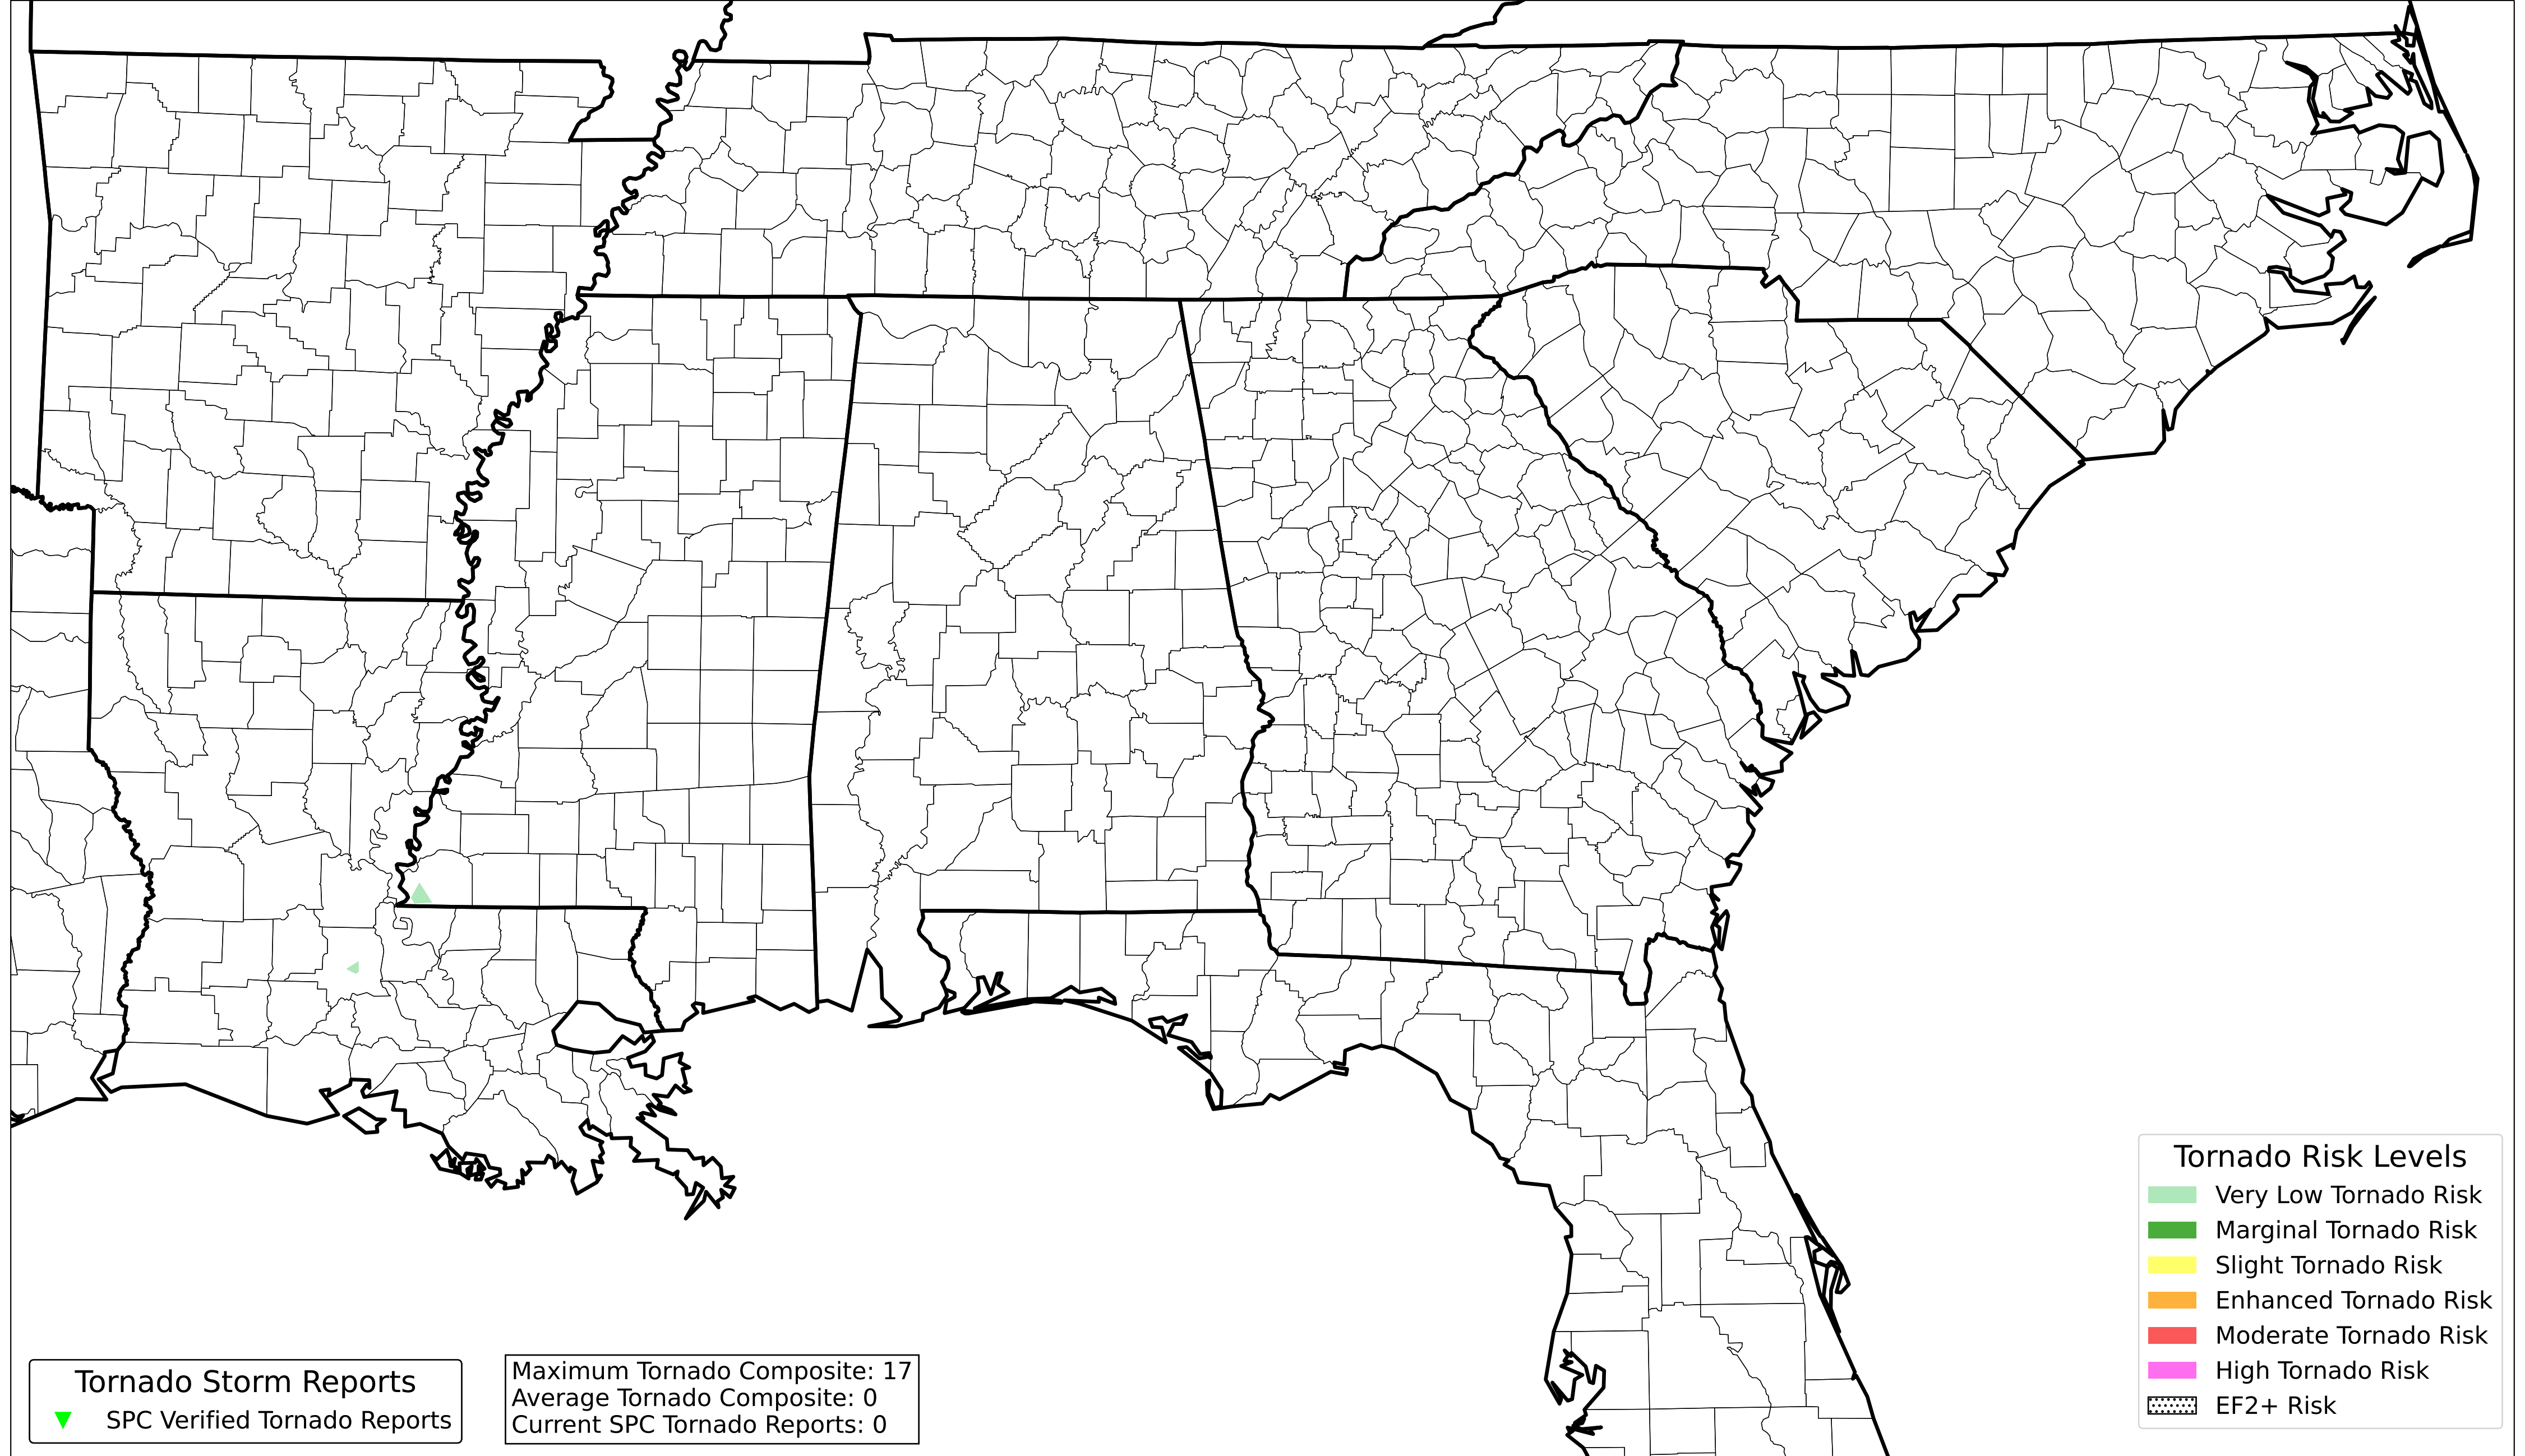 Tornado Risk Levels
Very Low Tornado Risk
Marginal Tornado Risk
Slight Tornado Risk
Enhanced Tornado Risk
Moderate Tornado Risk
High Tornado Risk
EF2+ Risk
Tornado Storm Reports
SPC Verified Tornado Reports
Maximum Tornado Composite: 17
Average Tornado Composite: 0
Current SPC Tornado Reports: 0